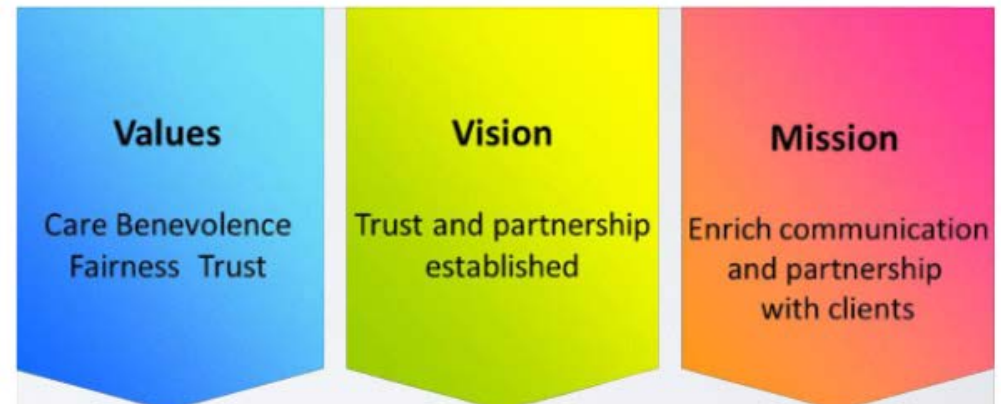 Values
Care Benevolence
Fairness  Trust
Vision
Trust and partnership
established
Mission
Enrich communication
and partnership
with clients